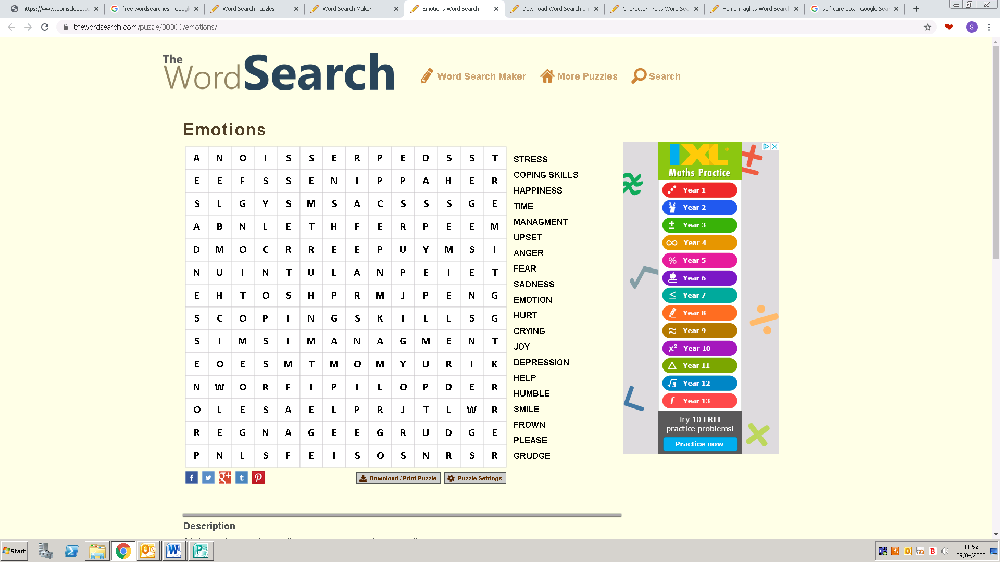 https://www.dpmscloud.cc
free wordsearches - Googl
Word Search Puzzles
Word Search Maker
Emotions Word Search
Download Word Search on
Character Traits Word Sea
Human Rights Word Search
self care box - Google Sea
thewordsearch.com/puzzle/38300/emotions/
S
The
WordSearch
Word Search Maker
More Puzzles
Search
Emotions
A N O I S S E R P E D S S T
E E F S S E N I P P A H E R
S L G Y S M S A C S S S G E
A B N L E T H F E R P E E M
D M O C R R E E P U Y M S I
N U I N T U L A N P E I E T
E H T O S H P R M J P E N G
S C O P I N G S K I L L S G
S I M S I M A N A G M E N T
E O E S M T M O M Y U R I K
N W O R F I P I L O P D E R
O L E S A E L P R J T L W R
R E G N A G E E G R U D G E
P N L S F E I S O S N R S R
STRESS
COPING SKILLS
HAPPINESS
TIME
MANAGMENT
UPSET
ANGER
FEAR
SADNESS
EMOTION
HURT
CRYING
JOY
DEPRESSION
HELP
HUMBLE
SMILE
FROWN
PLEASE
GRUDGE
IXL
Maths Practice
Year 1
Year 2
Year 3
Year 4
% Year 5
Year 6
≤ Year 7
Year 8
≈ Year 9
x² Year 10
Year 11
√y Year 12
f Year 13
Try 10 FREE
practice problems!
Practice now
Download / Print Puzzle
Puzzle Settings
Description
Start
11:52
09/04/2020